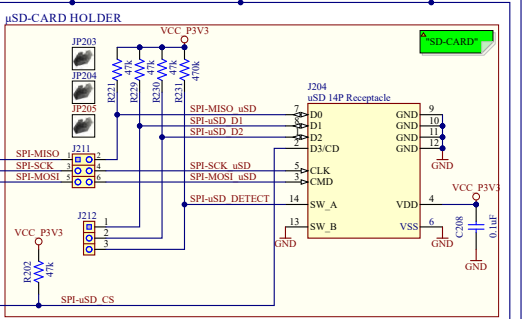 µSD-CARD HOLDER
VCC_P3V3
"SD-CARD"
JP203
JP204
JP205
R221
47k
R229
47k
R230
47k
R231
470k
J204
uSD 14P Receptacle
SPI-MISO_uSD
7
D0
GND
9
SPI-uSD_D1
8
D1
GND
10
SPI-uSD_D2
1
D2
GND
11
2
D3/CD
GND
12
GND
J211
SPI-MISO
1
2
SPI-SCK
3
4
SPI-MOSI
5
6
SPI-SCK_uSD
5
CLK
SPI-MOSI_uSD
3
CMD
SPI-uSD_DETECT
14
SW_A
VDD
4
VCC_P3V3
13
SW_B
VSS
6
GND
GND
C208
0.1uF
GND
J212
1
2
3
VCC_P3V3
R202
47k
SPI-uSD_CS